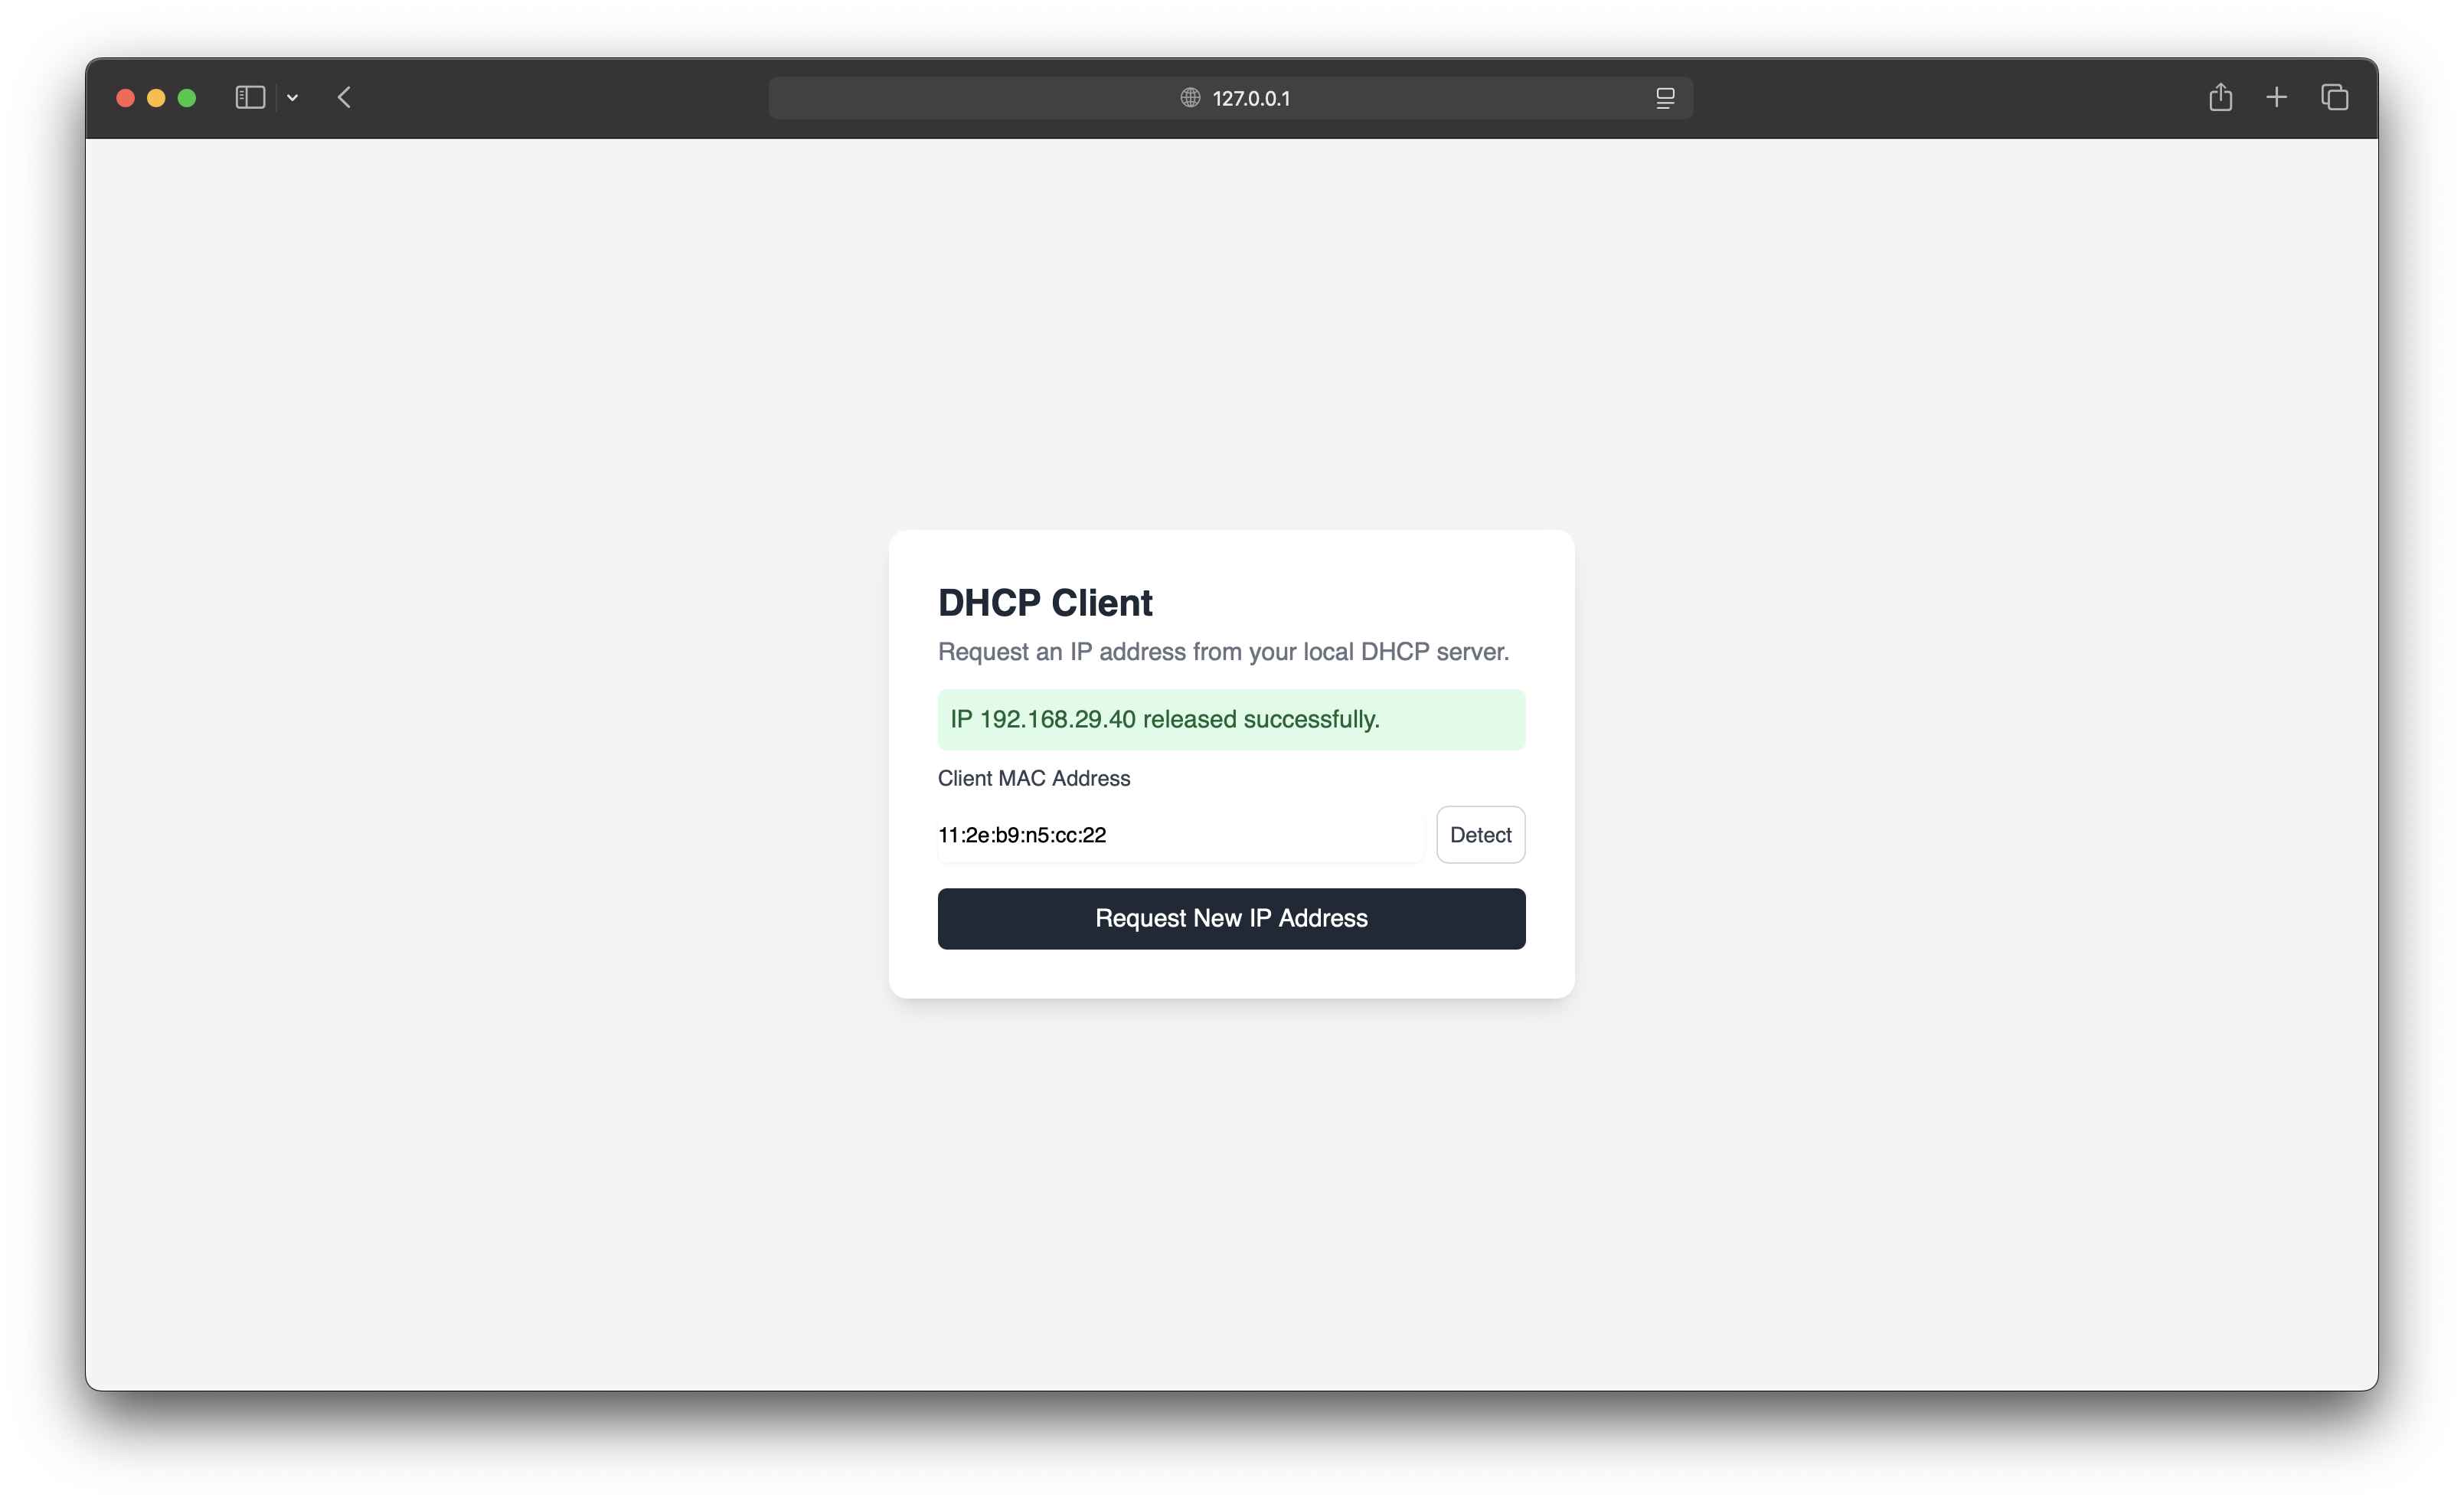 127.0.0.1
DHCP Client
Request an IP address from your local DHCP server.
IP 192.168.29.40 released successfully.
Client MAC Address
11:2e:b9:n5:cc:22
Detect
Request New IP Address